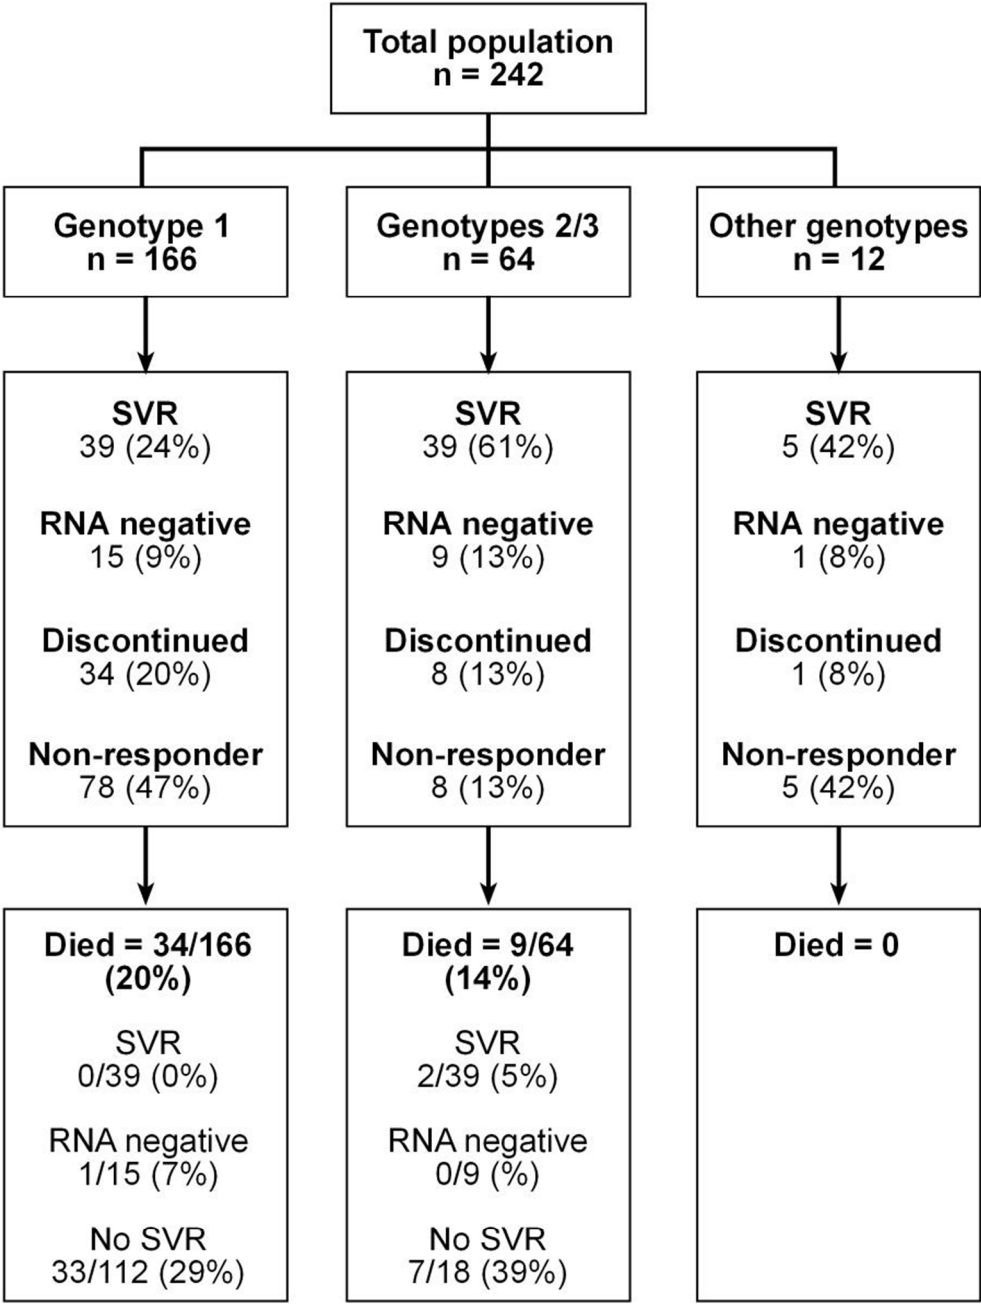 Total population
n = 242
Genotype 1
n = 166
Genotypes 2/3
n = 64
Other genotypes
n = 12
SVR
39 (24%)
RNA negative
15 (9%)
Discontinued
34 (20%)
Non-responder
78 (47%)
SVR
39 (61%)
RNA negative
9 (13%)
Discontinued
8 (13%)
Non-responder
8 (13%)
SVR
5 (42%)
RNA negative
1 (8%)
Discontinued
1 (8%)
Non-responder
5 (42%)
Died = 34/166
(20%)
SVR
0/39 (0%)
RNA negative
1/15 (7%)
No SVR
33/112 (29%)
Died = 9/64
(14%)
SVR
2/39 (5%)
RNA negative
0/9 (%)
No SVR
7/18 (39%)
Died = 0